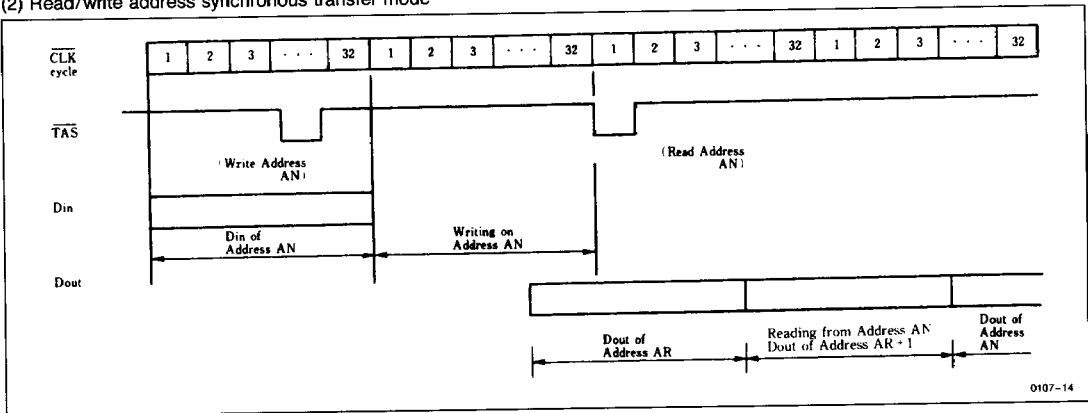 (2) Read/write address synchronous transfer mode
CLK
cycle
1 2 3 · · · 32 1 2 3 · · · 32 1 2 3 · · · 32 1 2 3 · · · 32
TAS
(Write Address
AN)
(Read Address
AN)
Din
Din of
Address AN
Writing on
Address AN
Dout
Dout of
Address AR
Reading from Address AN
Dout of Address AR + 1
Dout of
Address
AN
0107-14